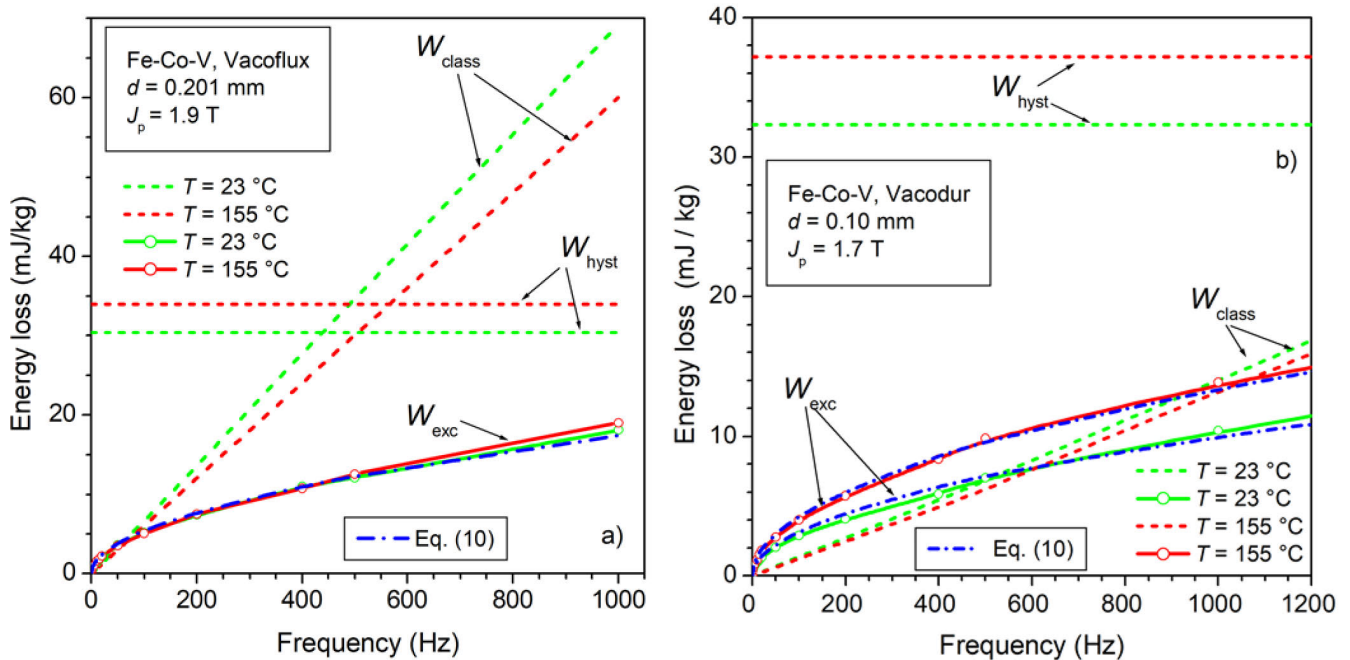 Energy loss (mJ/kg)
60
40
20
0
Fe-Co-V, Vacoflux
d = 0.201 mm
Jp = 1.9 T
T = 23 °C
T = 155 °C
T = 23 °C
T = 155 °C
Wclass
Whyst
Wexc
Eq. (10)
a)
0 200 400 600 800 1000
Frequency (Hz)
Energy loss (mJ / kg)
40
30
20
10
0
Whyst
b)
Fe-Co-V, Vacodur
d = 0.10 mm
Jp = 1.7 T
Wclass
Wexc
T = 23 °C
T = 23 °C
T = 155 °C
T = 155 °C
Eq. (10)
0 200 400 600 800 1000 1200
Frequency (Hz)